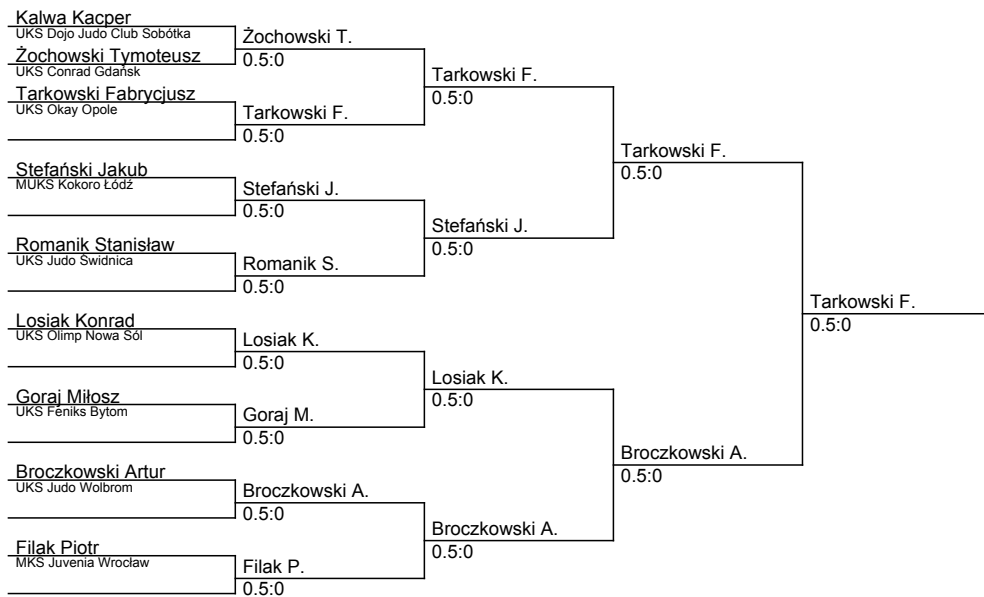 Kalwa Kacper
UKS Dojo Judo Club Sobótka
Żochowski Tymoteusz
UKS Conrad Gdańsk
Tarkowski Fabrycjusz
UKS Okay Opole
Stefański Jakub
MUKS Kokoro Łódź
Romanik Stanisław
UKS Judo Świdnica
Losiak Konrad
UKS Olimp Nowa Sól
Goraj Miłosz
UKS Feniks Bytom
Broczkowski Artur
UKS Judo Wolbrom
Filak Piotr
MKS Juvenia Wrocław
Żochowski T.
0.5:0
Tarkowski F.
0.5:0
Stefański J.
0.5:0
Romanik S.
0.5:0
Losiak K.
0.5:0
Goraj M.
0.5:0
Broczkowski A.
0.5:0
Filak P.
0.5:0
Tarkowski F.
0.5:0
Stefański J.
0.5:0
Losiak K.
0.5:0
Broczkowski A.
0.5:0
Tarkowski F.
0.5:0
Broczkowski A.
0.5:0
Tarkowski F.
0.5:0